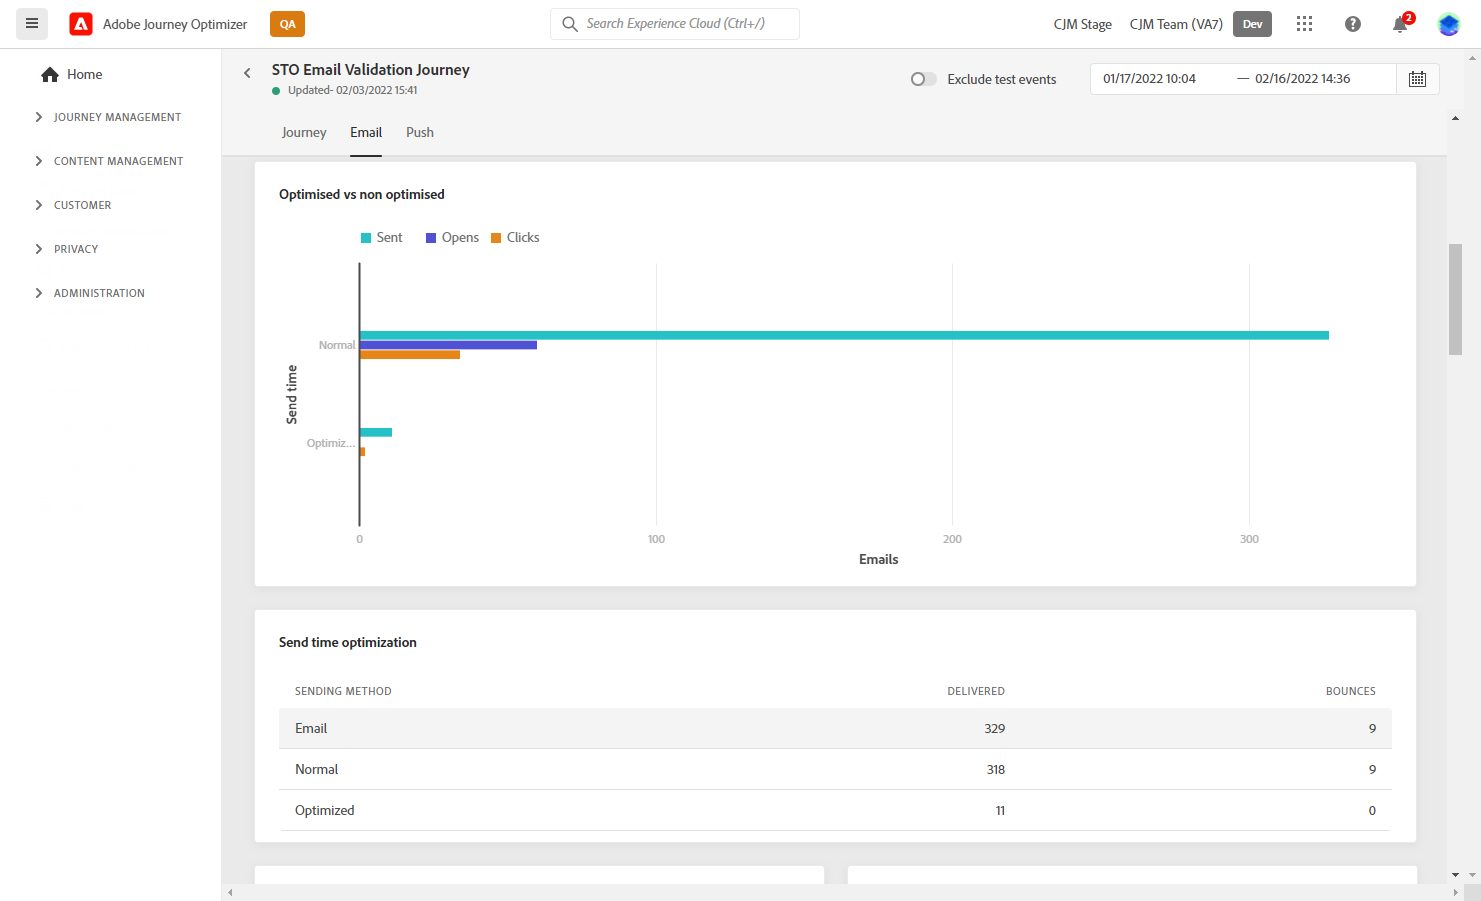 Adobe Journey Optimizer
QA
Search Experience Cloud (Ctrl+/)
CJM Stage
CJM Team (VA7)
Dev
2
Home
JOURNEY MANAGEMENT
CONTENT MANAGEMENT
CUSTOMER
PRIVACY
ADMINISTRATION
STO Email Validation Journey
Updated- 02/03/2022 15:41
Exclude test events
01/17/2022 10:04 — 02/16/2022 14:36
Journey Email Push
Optimised vs non optimised
Sent Opens Clicks
Normal
Optimiz...
Send time
0 100 200 300
Emails
Send time optimization
SENDING METHOD DELIVERED BOUNCES
Email 329 9
Normal 318 9
Optimized 11 0